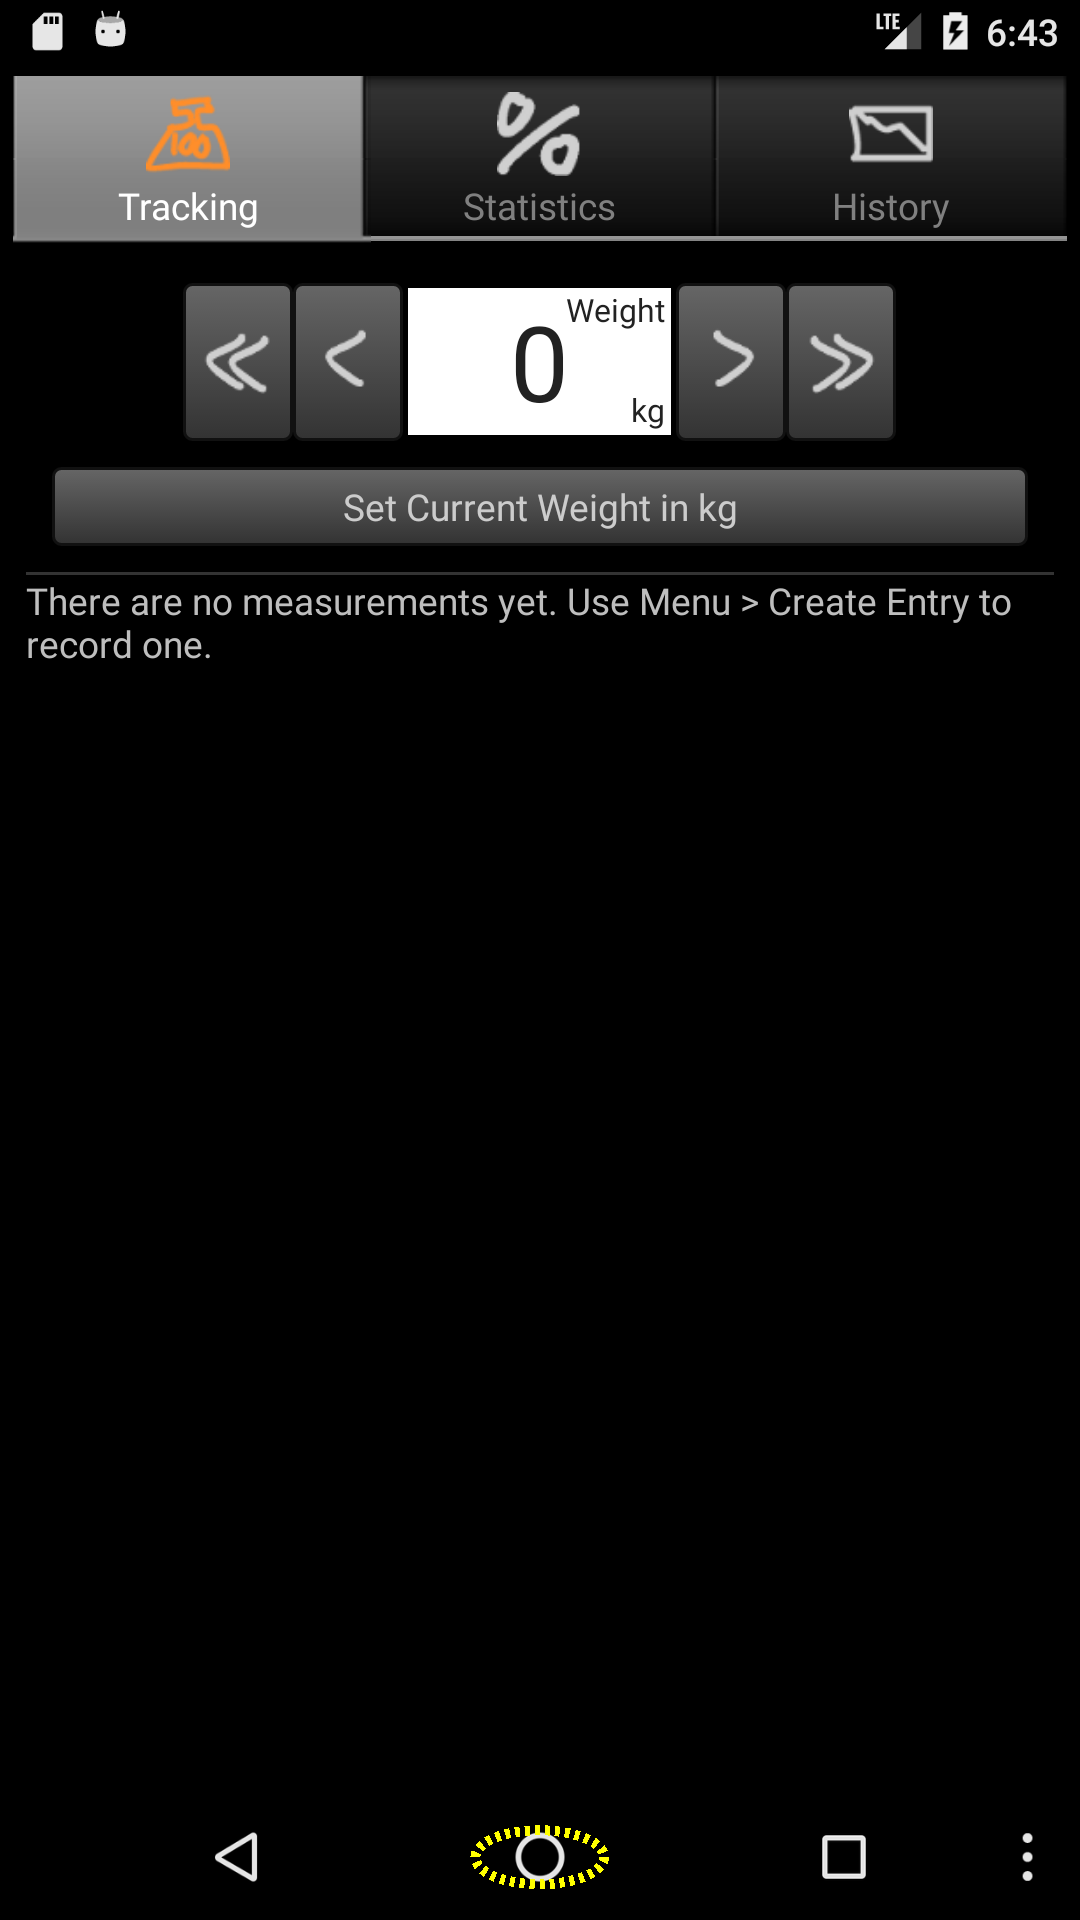 LTE 6:43
100
Tracking
Statistics
History
Weight
0
kg
Set Current Weight in kg
There are no measurements yet. Use Menu > Create Entry to
record one.